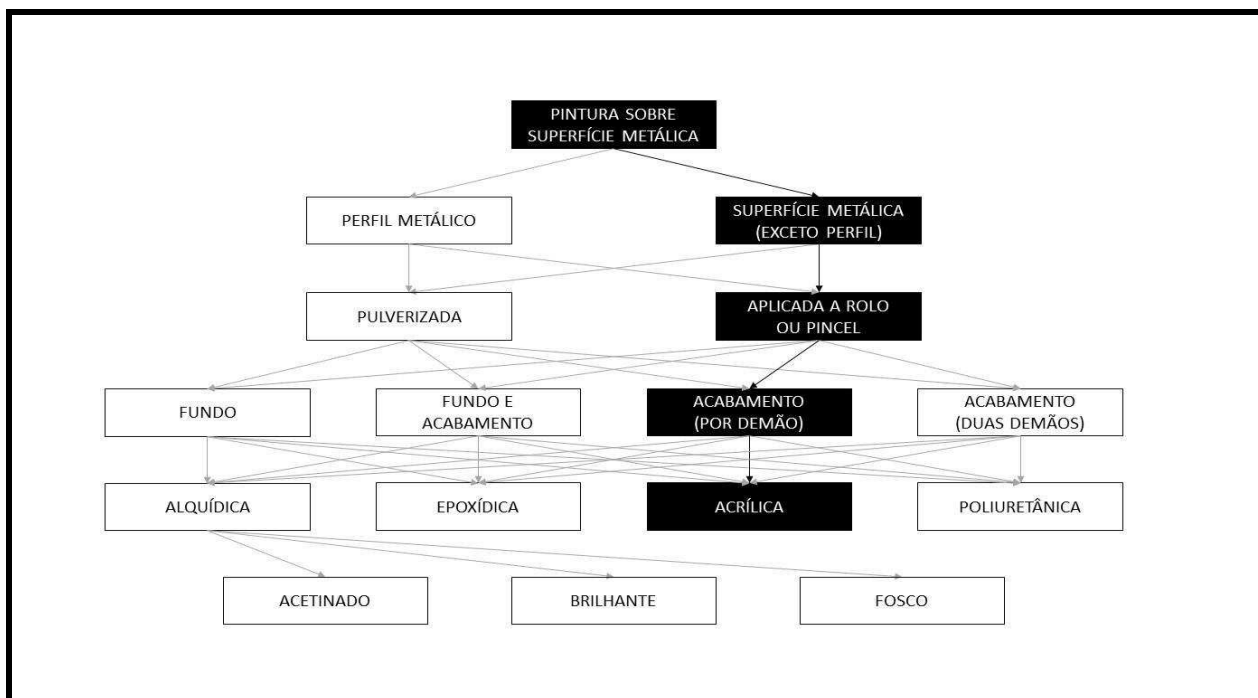 PINTURA SOBRE
SUPERFÍCIE METÁLICA
PERFIL METÁLICO
SUPERFÍCIE METÁLICA
(EXCETO PERFIL)
PULVERIZADA
APLICADA A ROLO
OU PINCEL
FUNDO
FUNDO E
ACABAMENTO
ACABAMENTO
(POR DEMÃO)
ACABAMENTO
(DUAS DEMÃOS)
ALQUÍDICA
EPOXÍDICA
ACRÍLICA
POLIURETÂNICA
ACETINADO
BRILHANTE
FOSCO